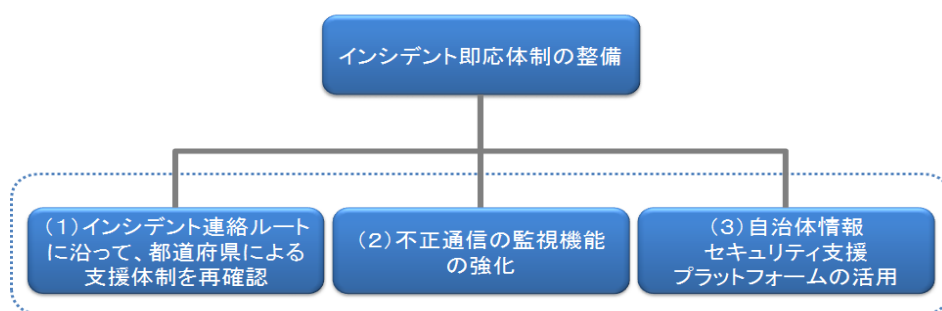 インシデント即応体制の整備
(1)インシデント連絡ルート
に沿って、都道府県による
支援体制を再確認
(2)不正通信の監視機能
の強化
(3)自治体情報
セキュリティ支援
プラットフォームの活用